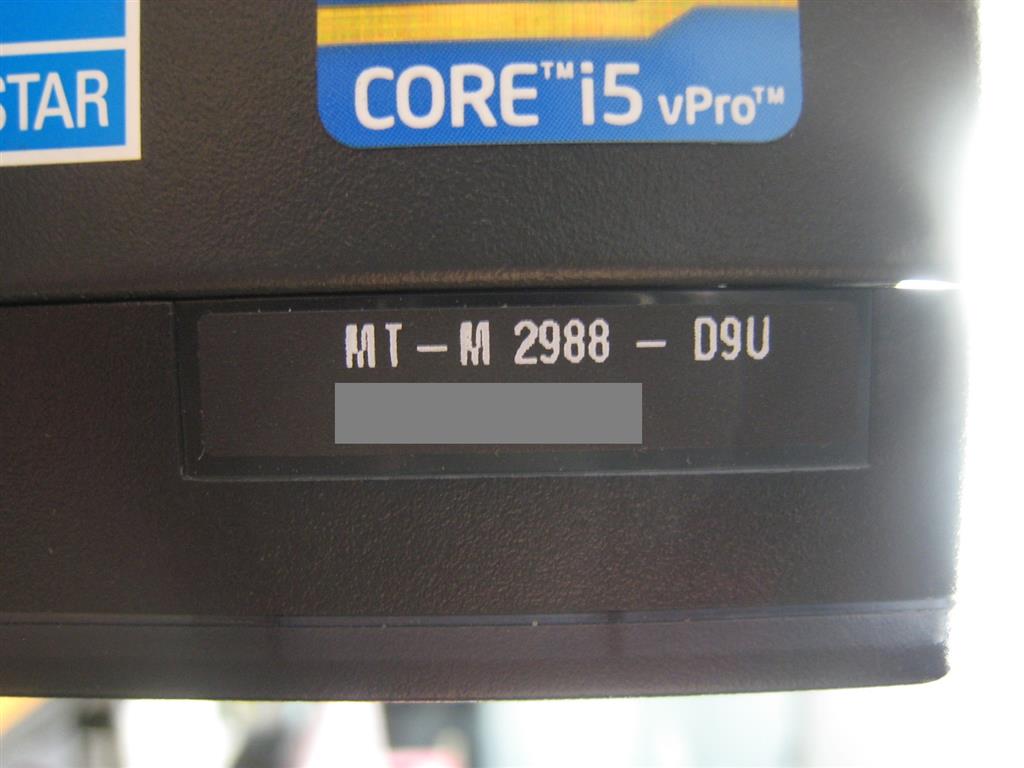 STAR
CORE™ i5 vPro™
MT-M 2988 - D9U